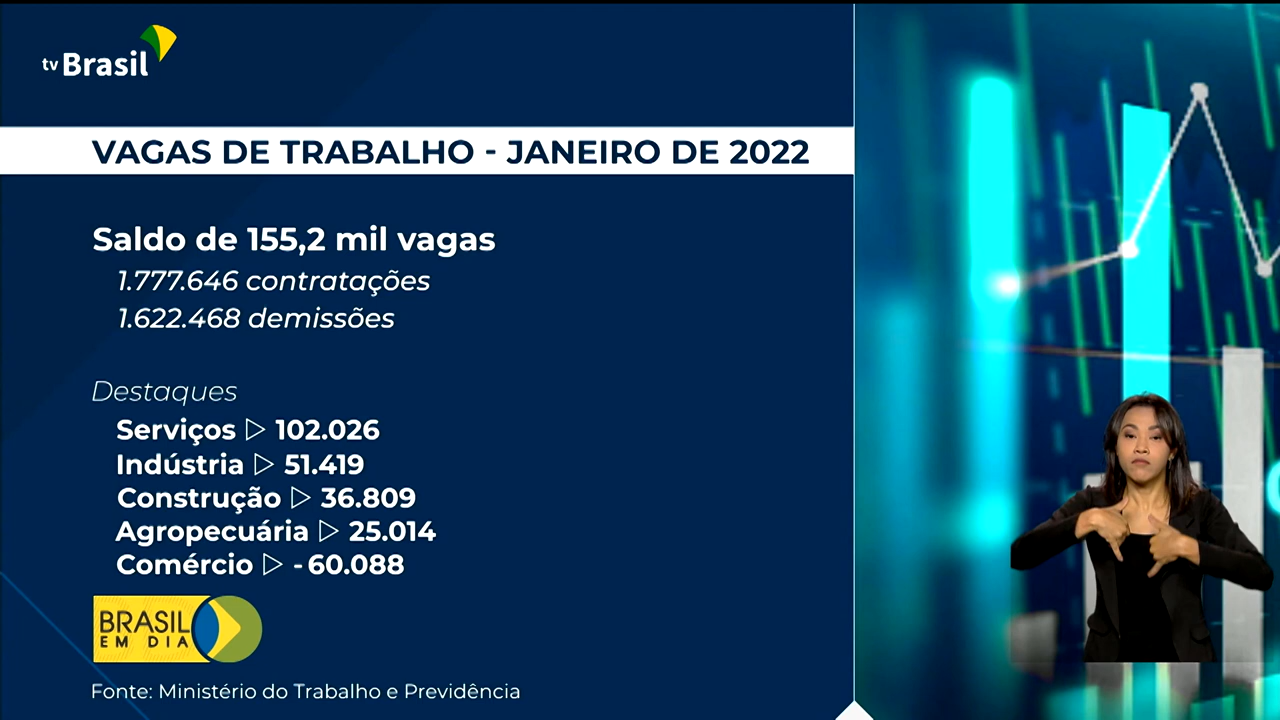 tv Brasil
VAGAS DE TRABALHO - JANEIRO DE 2022
Saldo de 155,2 mil vagas
1.777.646 contratações
1.622.468 demissões
Destaques
Serviços ▷ 102.026
Indústria ▷ 51.419
Construção ▷ 36.809
Agropecuária ▷ 25.014
Comércio ▷ - 60.088
BRASIL
EM DIA
Fonte: Ministério do Trabalho e Previdência